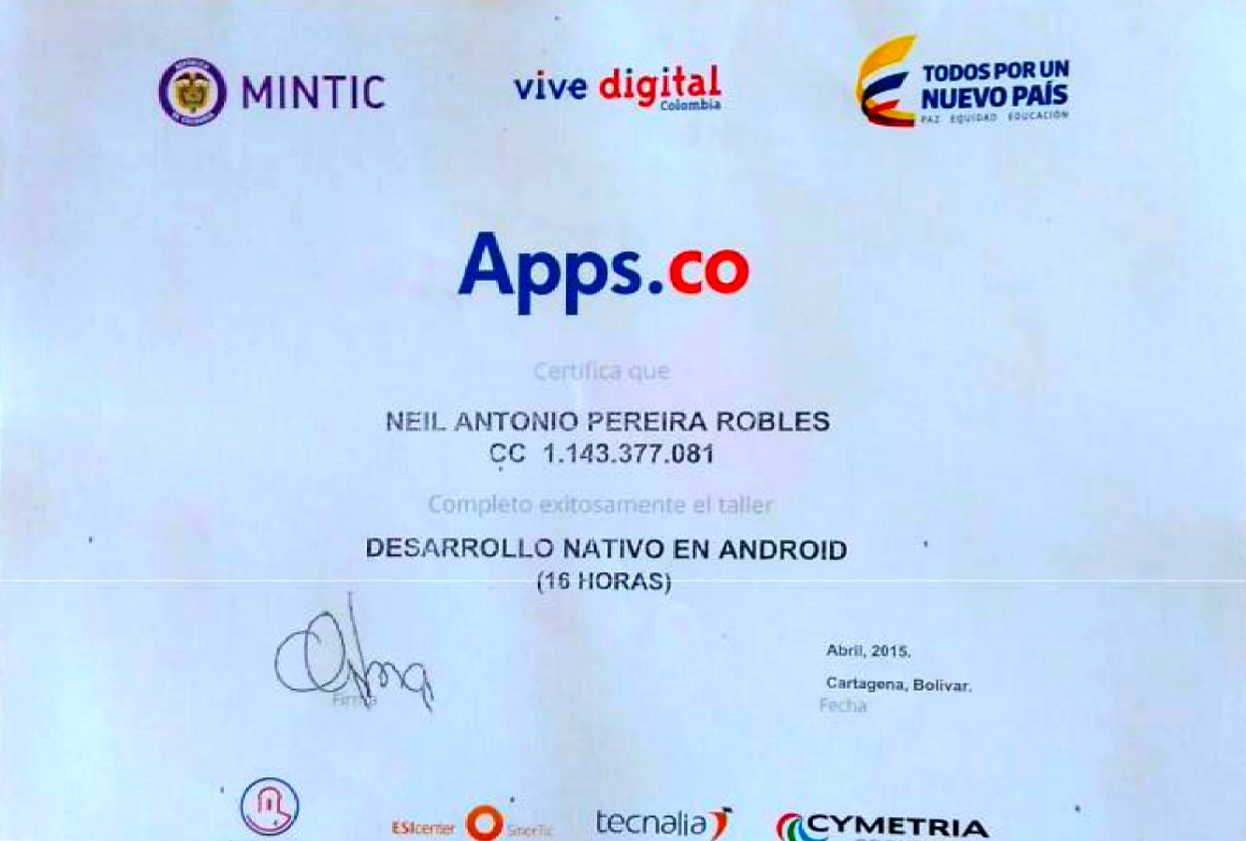 MINTIC
vive digital
Colombia
TODOS POR UN
NUEVO PAÍS
PAZ EQUIDAD EDUCACIÓN
Apps.co
Certifica que
NEIL ANTONIO PEREIRA ROBLES
CC 1.143.377.081
Completo exitosamente el taller
DESARROLLO NATIVO EN ANDROID
(16 HORAS)
Firma
Abril, 2015.
Cartagena, Bolívar.
Fecha
ESIcenter SinerTic
tecnalia
CYMETRIA